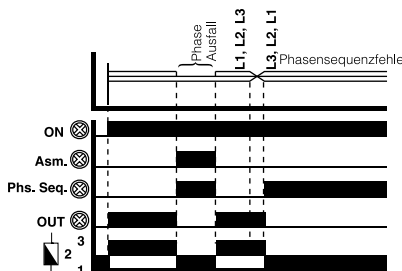 Phase
Ausfall
L1, L2, L3
L3, L2, L1
Phasensequenzfehle
ON
Asm.
Phs. Seq.
OUT
3
2
1